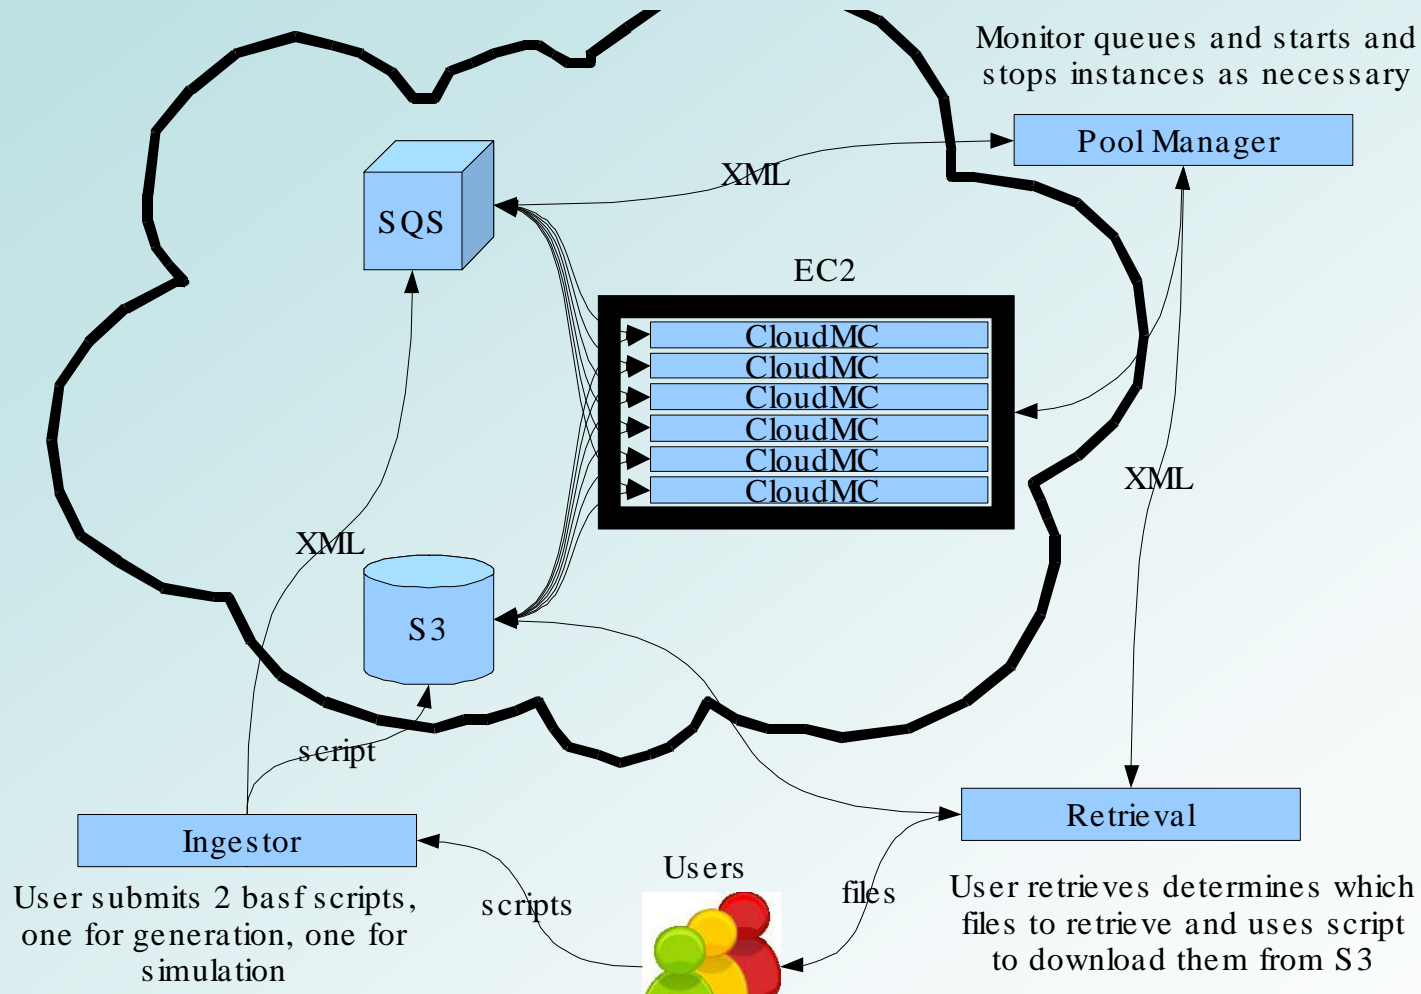 Monitor queues and starts and
stops instances as necessary
Pool Manager
XML
SQS
EC2
CloudMC
CloudMC
CloudMC
CloudMC
CloudMC
CloudMC
XML
XML
S3
script
Ingestor
User submits 2 basf scripts,
one for generation, one for
simulation
scripts
Users
files
Retrieval
User retrieves determines which
files to retrieve and uses script
to download them from S3